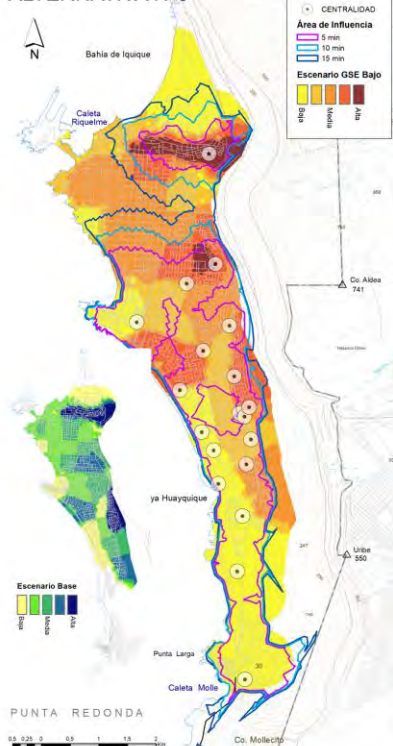 CENTRALIDAD
Área de Influencia
5 min
10 min
15 min
Escenario GSE Bajo
Baja
Media
Alta
N
Bahía de Iquique
Caleta
Riquelme
Co. Aldea
741
ya Huayquique
Uribe
550
Escenario Base
Baja
Media
Alta
Punta Larga
Caleta Molle
30
PUNTA REDONDA
0.5 0.25 0 0.5 1 1.5 2
Co. Mollecito